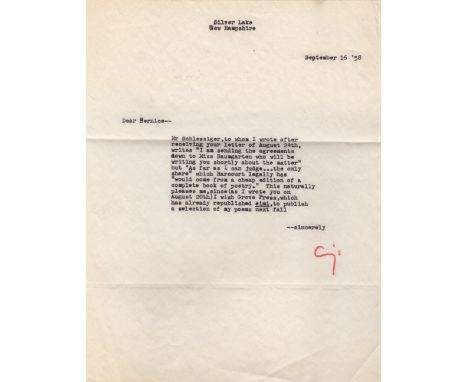 Silver Lake
New Hampshire
September 16 '58
Dear Bernice--
Mr Schlessiger,to whom I wrote after
receiving your letter of August 24th,
writes "I am sending the agreements
down to Miss Baumgarten who will be
writing you shortly about the matter"
but "As far as I can judge...the only
share" which Harcourt legally has
"would come from a cheap edition of a
complete book of poetry." This naturally
pleases me,since(as I wrote you on
August 20th)I wish Grove Press,which
has already republished eimi,to publish
a selection of my poems next fall
--sincerely